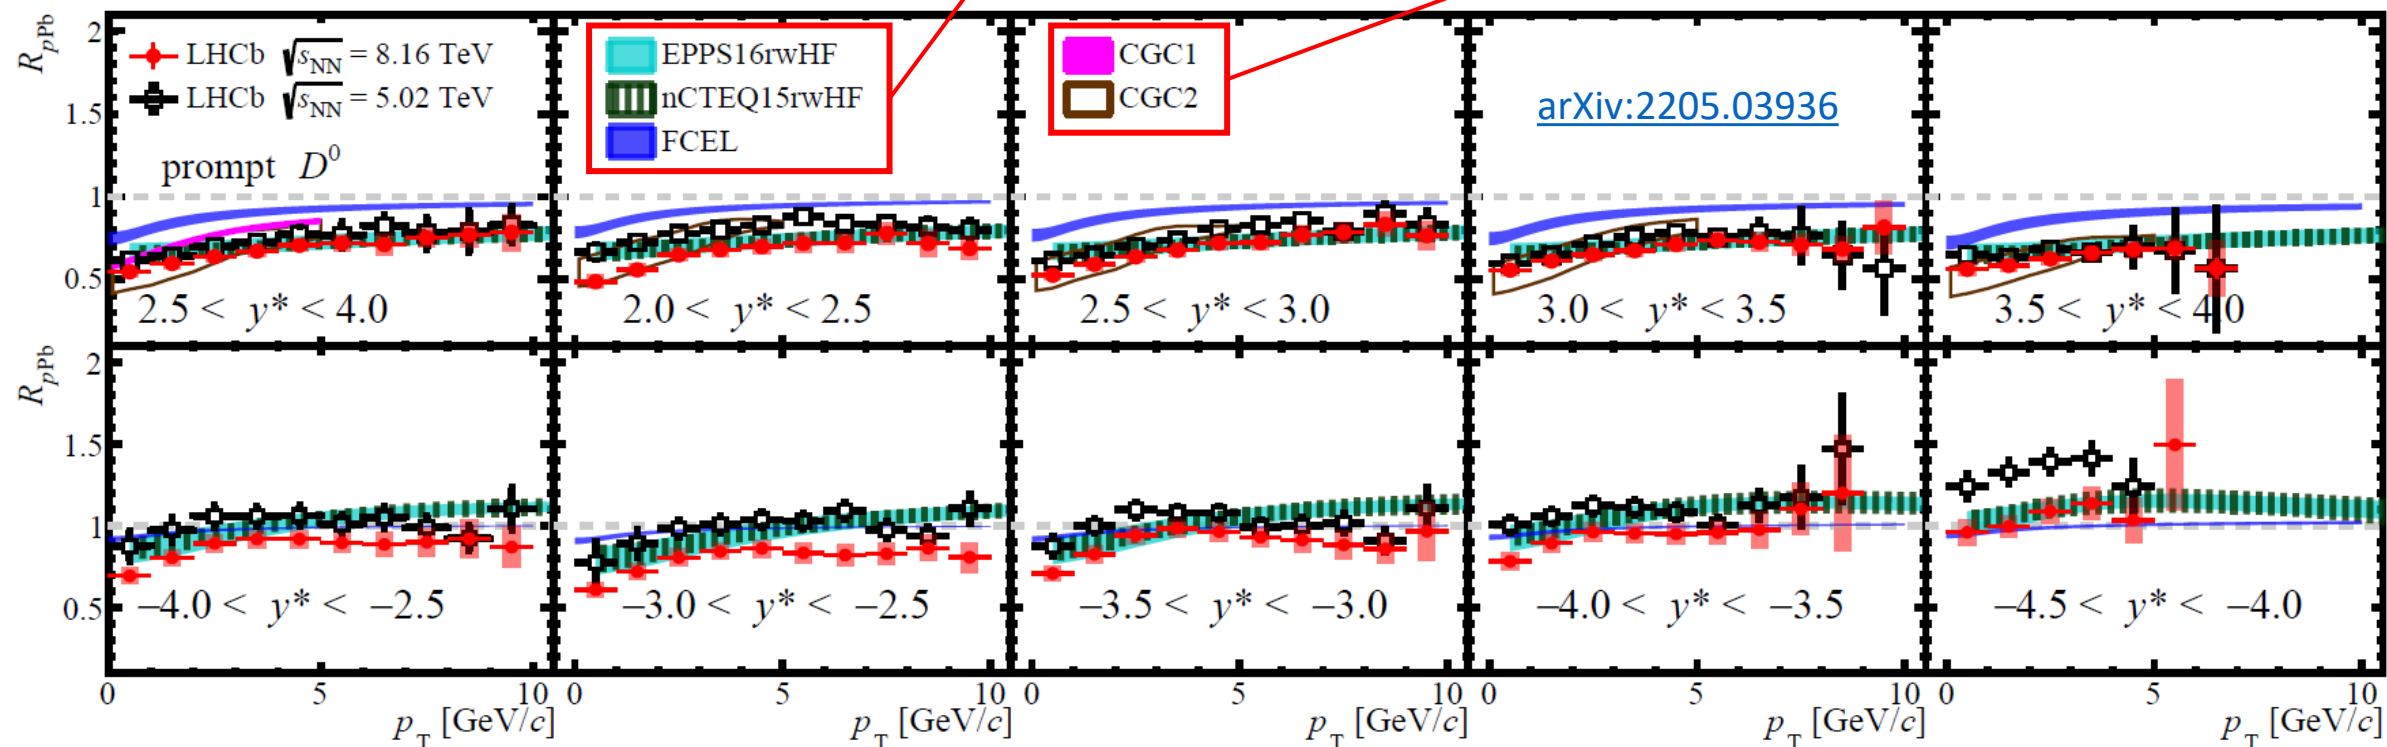 R_pPb
2
1.5
1
0.5
LHCb √s_NN = 8.16 TeV
LHCb √s_NN = 5.02 TeV
prompt D⁰
2.5 < y* < 4.0
EPPS16rwHF
nCTEQ15rwHF
FCEL
2.0 < y* < 2.5
CGC1
CGC2
2.5 < y* < 3.0
arXiv:2205.03936
3.0 < y* < 3.5
3.5 < y* < 4.0
R_pPb
2
1.5
1
0.5
–4.0 < y* < –2.5
–3.0 < y* < –2.5
–3.5 < y* < –3.0
–4.0 < y* < –3.5
–4.5 < y* < –4.0
0 5 10 0 5 10 0 5 10 0 5 10 0 5 10
p_T [GeV/c] p_T [GeV/c] p_T [GeV/c] p_T [GeV/c] p_T [GeV/c]